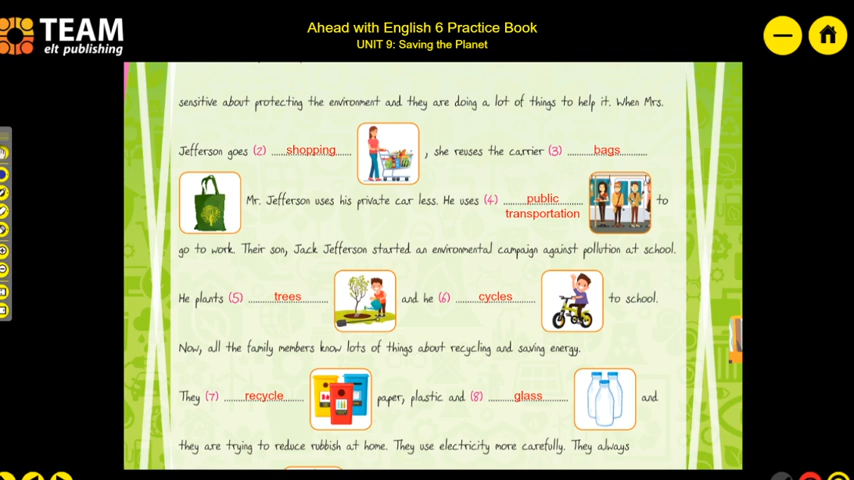 TEAM
elt publishing
Ahead with English 6 Practice Book
UNIT 9: Saving the Planet
sensitive about protecting the environment and they are doing a lot of things to help it. When Mrs.
Jefferson goes (2) shopping , she reuses the carrier (3) bags
Mr. Jefferson uses his private car less. He uses (4) public transportation to
go to work. Their son, Jack Jefferson started an environmental campaign against pollution at school.
He plants (5) trees and he (6) cycles to school.
Now, all the family members know lots of things about recycling and saving energy.
They (7) recycle paper, plastic and (8) glass and
they are trying to reduce rubbish at home. They use electricity more carefully. They always